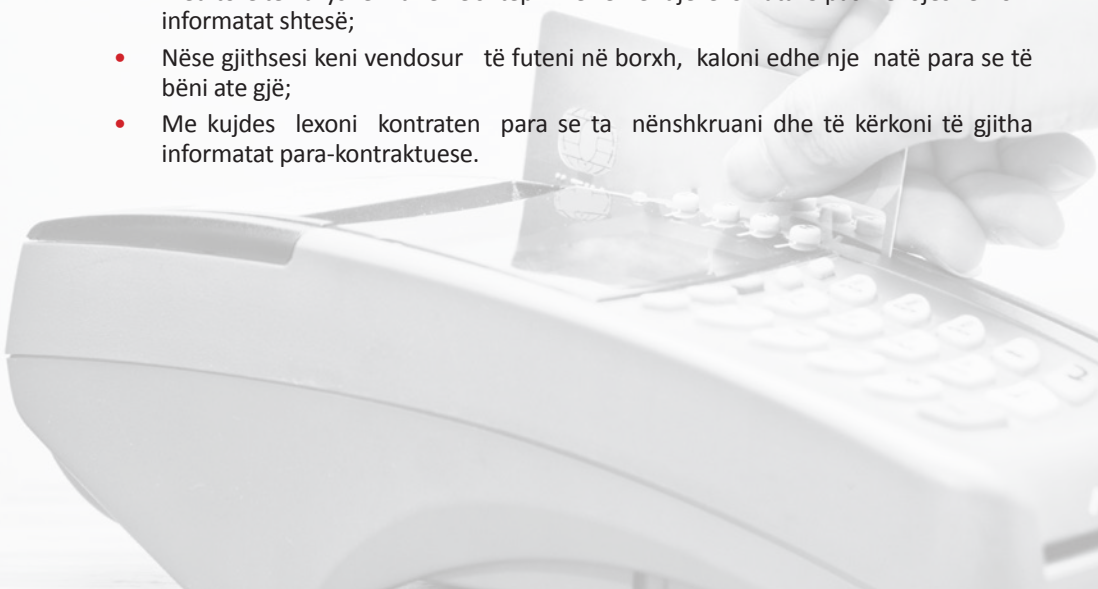 informatat shtesë;
• Nëse gjithsesi keni vendosur të futeni në borxh, kaloni edhe nje natë para se të
bëni ate gjë;
• Me kujdes lexoni kontraten para se ta nënshkruani dhe të kërkoni të gjitha
informatat para-kontraktuese.